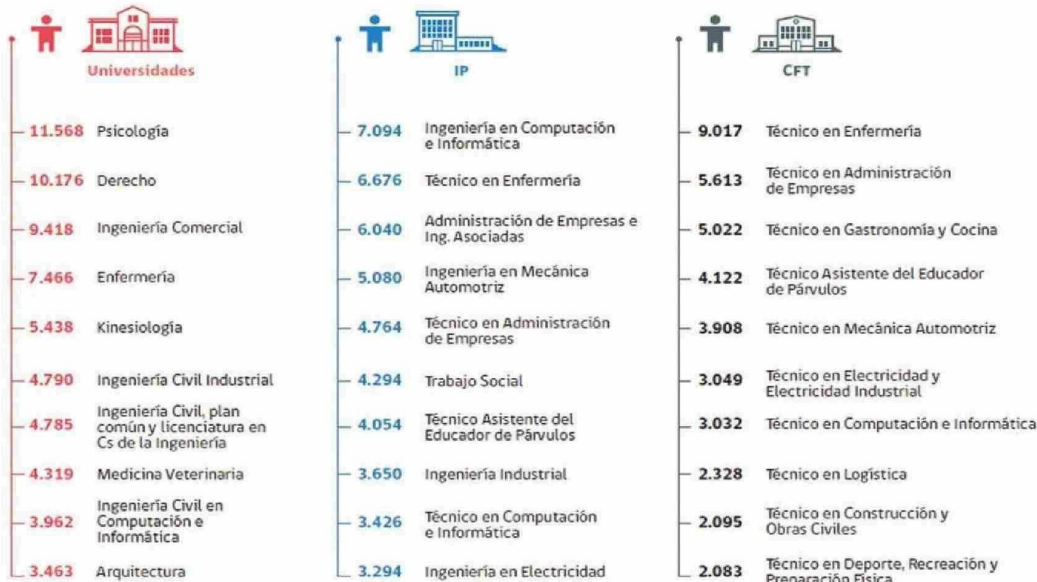 Universidades
11.568 Psicología
10.176 Derecho
9.418 Ingeniería Comercial
7.466 Enfermería
5.438 Kinesiología
4.790 Ingeniería Civil Industrial
4.785 Ingeniería Civil, plan
común y licenciatura en
Cs de la Ingeniería
4.319 Medicina Veterinaria
3.962 Ingeniería Civil en
Computación e
Informática
3.463 Arquitectura
IP
7.094 Ingeniería en Computación
e Informática
6.676 Técnico en Enfermería
6.040 Administración de Empresas e
Ing. Asociadas
5.080 Ingeniería en Mecánica
Automotriz
4.764 Técnico en Administración
de Empresas
4.294 Trabajo Social
4.054 Técnico Asistente del
Educador de Párvulos
3.650 Ingeniería Industrial
3.426 Técnico en Computación
e Informática
3.294 Ingeniería en Electricidad
CFT
9.017 Técnico en Enfermería
5.613 Técnico en Administración
de Empresas
5.022 Técnico en Gastronomía y Cocina
4.122 Técnico Asistente del Educador
de Párvulos
3.908 Técnico en Mecánica Automotriz
3.049 Técnico en Electricidad y
Electricidad Industrial
3.032 Técnico en Computación e Informática
2.328 Técnico en Logística
2.095 Técnico en Construcción y
Obras Civiles
2.083 Técnico en Deporte, Recreación y
Preparación Física